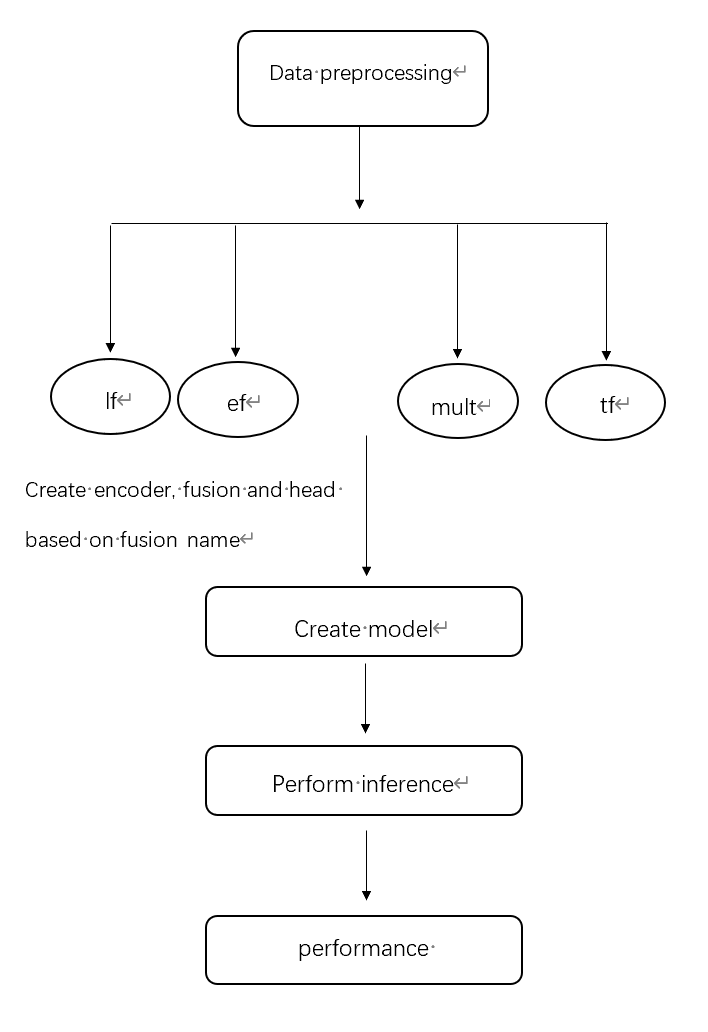 Data preprocessing
lf
ef
mult
tf
Create encoder, fusion and head
based on fusion name
Create model
Perform inference
performance